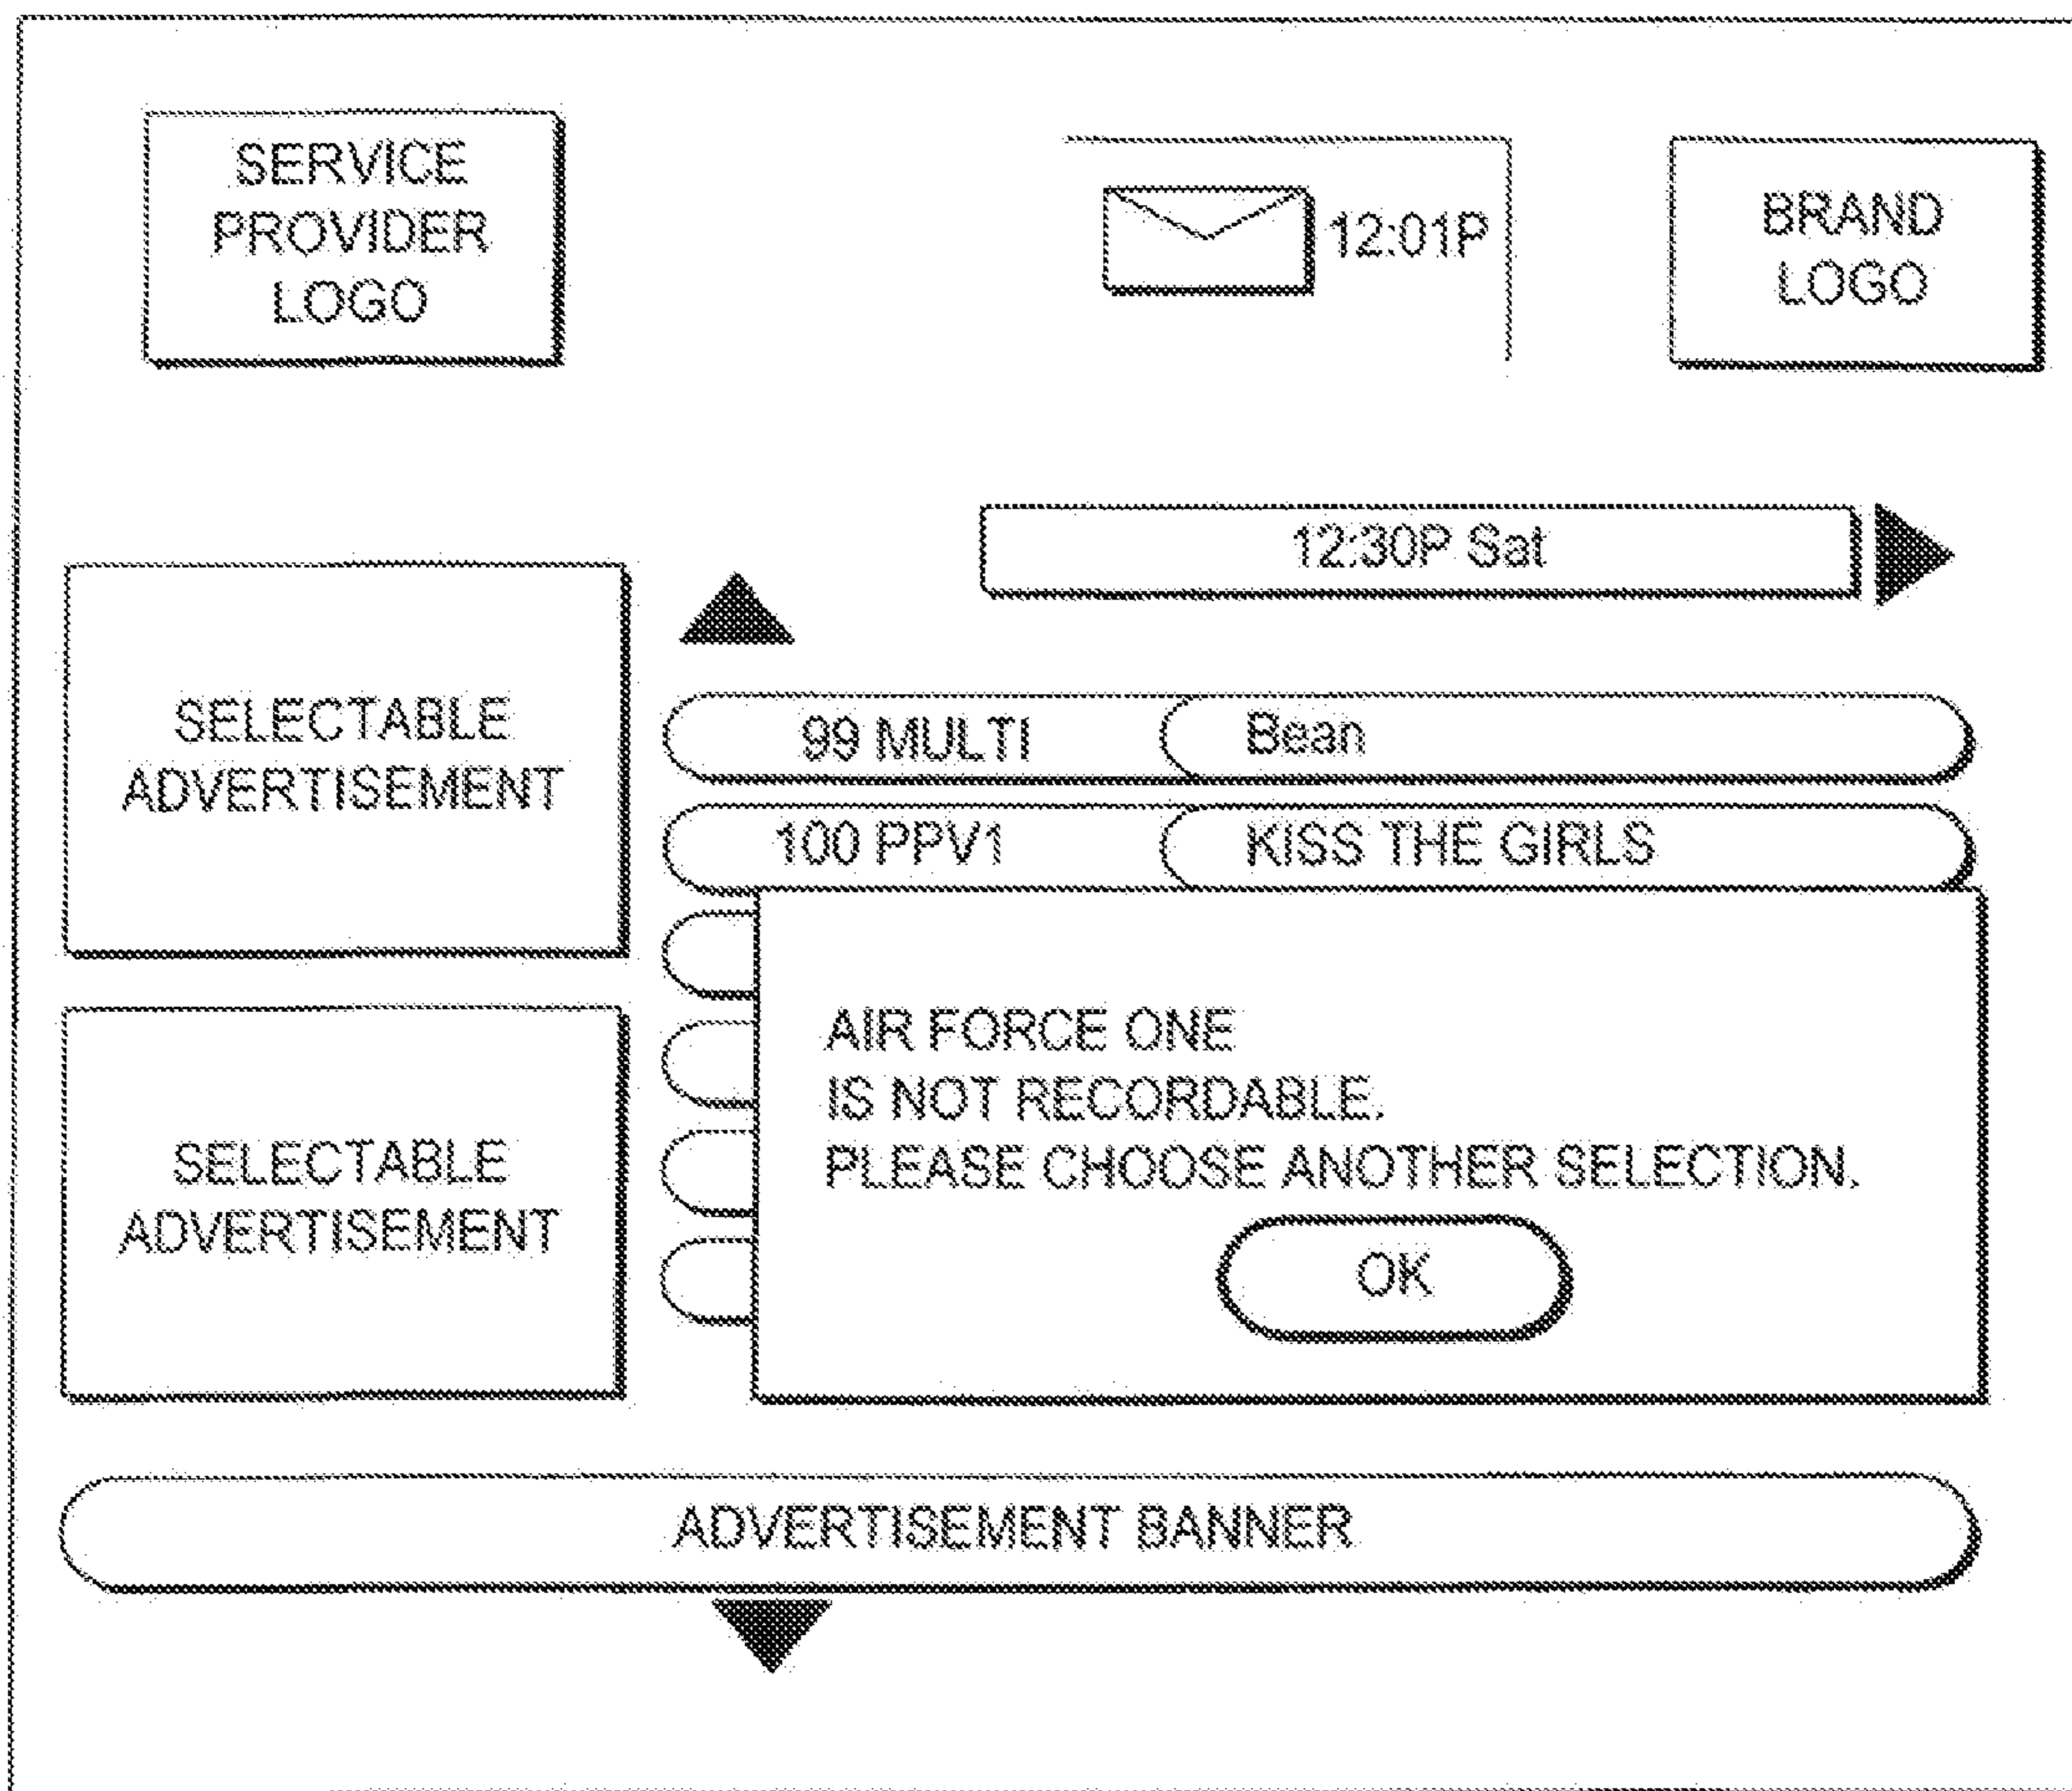 SERVICE
PROVIDER
LOGO
12:01P
BRAND
LOGO
12:30P Sat
SELECTABLE
ADVERTISEMENT
99 MULTI Bean
100 PPV1 KISS THE GIRLS
AIR FORCE ONE
IS NOT RECORDABLE.
PLEASE CHOOSE ANOTHER SELECTION.
OK
SELECTABLE
ADVERTISEMENT
ADVERTISEMENT BANNER